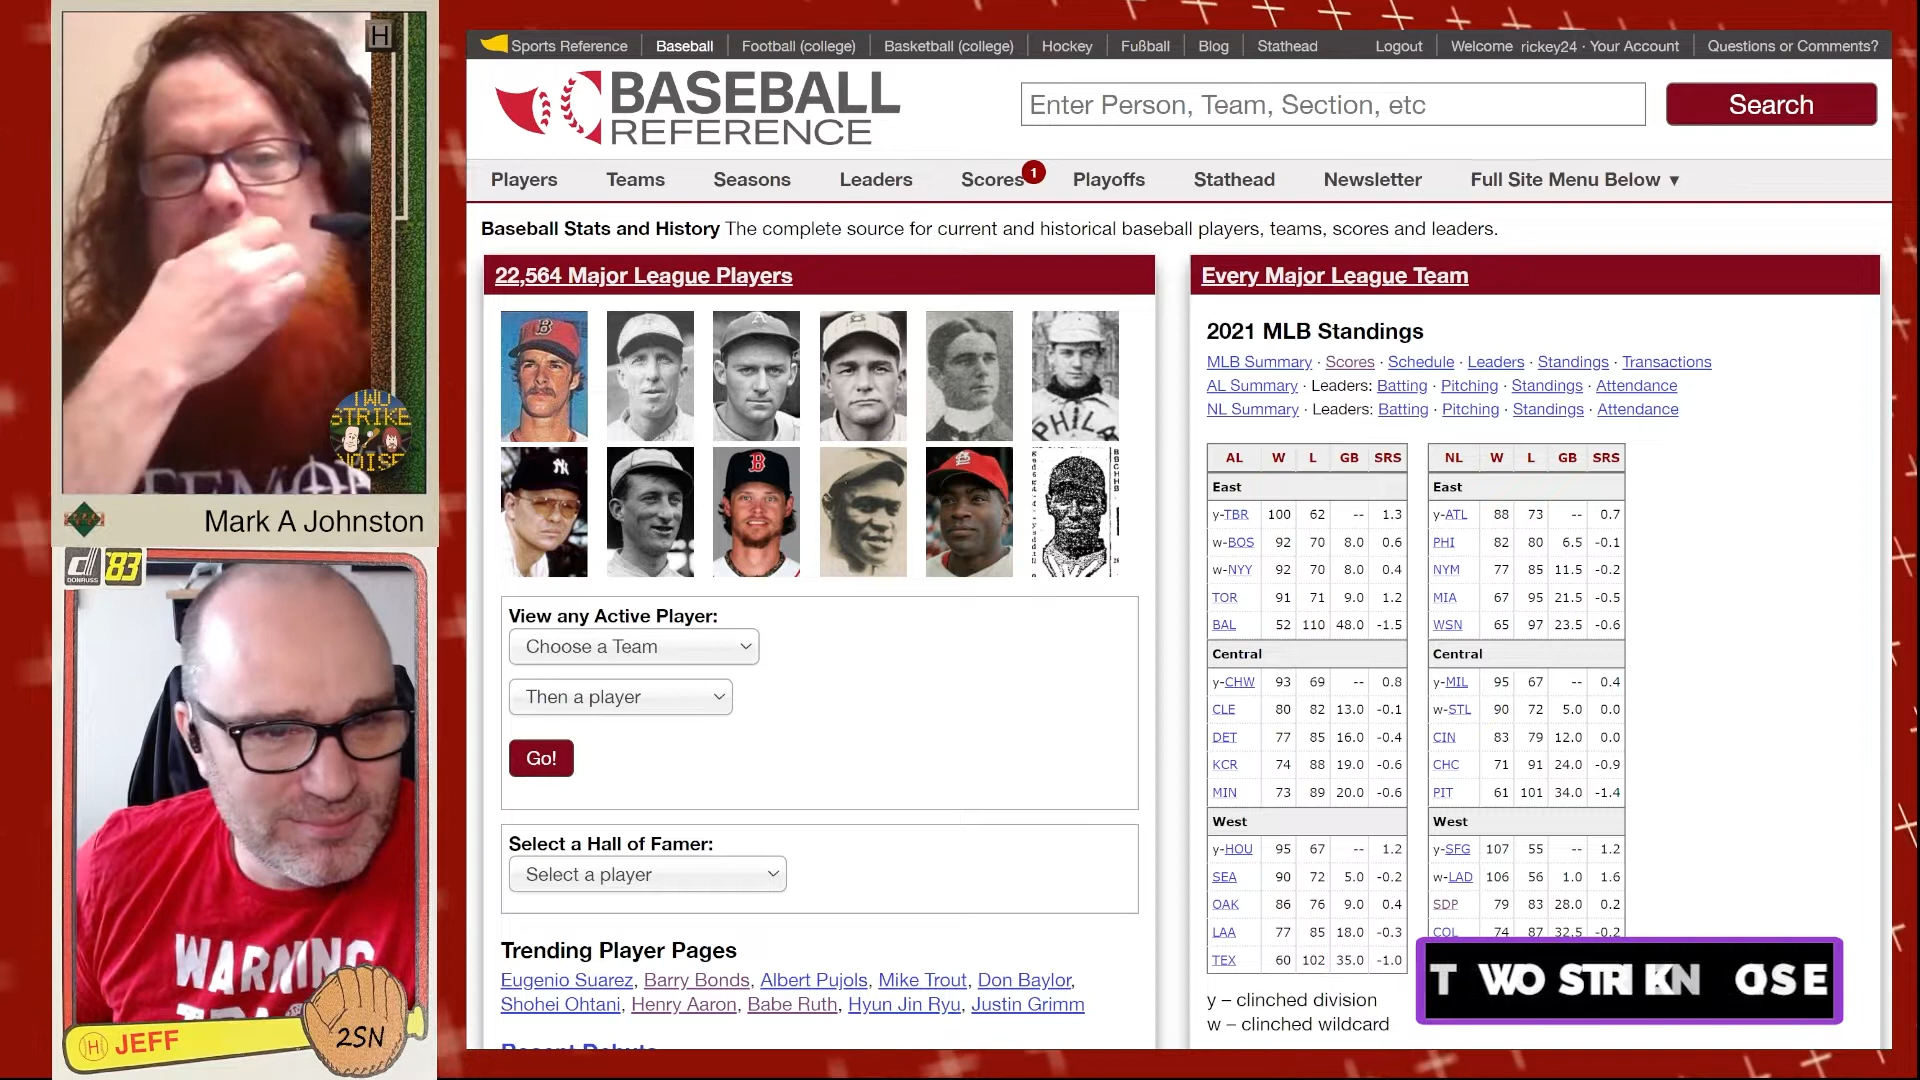 H
TWO
STRIKE
NOISE
Mark A Johnston
DONRUSS '83
WARNING
JEFF
2SN
Sports Reference Baseball Football (college) Basketball (college) Hockey Fußball Blog Stathead Logout Welcome rickey24 · Your Account Questions or Comments?
BASEBALL
REFERENCE
Enter Person, Team, Section, etc
Search
Players Teams Seasons Leaders Scores 1 Playoffs Stathead Newsletter Full Site Menu Below ▼
Baseball Stats and History The complete source for current and historical baseball players, teams, scores and leaders.
22,564 Major League Players
PHILA
View any Active Player:
Choose a Team
Then a player
Go!
Select a Hall of Famer:
Select a player
Trending Player Pages
Eugenio Suarez, Barry Bonds, Albert Pujols, Mike Trout, Don Baylor,
Shohei Ohtani, Henry Aaron, Babe Ruth, Hyun Jin Ryu, Justin Grimm
Every Major League Team
2021 MLB Standings
MLB Summary · Scores · Schedule · Leaders · Standings · Transactions
AL Summary · Leaders: Batting · Pitching · Standings · Attendance
NL Summary · Leaders: Batting · Pitching · Standings · Attendance
AL W L GB SRS
East
y-TBR 100 62 -- 1.3
w-BOS 92 70 8.0 0.6
w-NYY 92 70 8.0 0.4
TOR 91 71 9.0 1.2
BAL 52 110 48.0 -1.5
Central
y-CHW 93 69 -- 0.8
CLE 80 82 13.0 -0.1
DET 77 85 16.0 -0.4
KCR 74 88 19.0 -0.6
MIN 73 89 20.0 -0.6
West
y-HOU 95 67 -- 1.2
SEA 90 72 5.0 -0.2
OAK 86 76 9.0 0.4
LAA 77 85 18.0 -0.3
TEX 60 102 35.0 -1.0
NL W L GB SRS
East
y-ATL 88 73 -- 0.7
PHI 82 80 6.5 -0.1
NYM 77 85 11.5 -0.2
MIA 67 95 21.5 -0.5
WSN 65 97 23.5 -0.6
Central
y-MIL 95 67 -- 0.4
w-STL 90 72 5.0 0.0
CIN 83 79 12.0 0.0
CHC 71 91 24.0 -0.9
PIT 61 101 34.0 -1.4
West
y-SFG 107 55 -- 1.2
w-LAD 106 56 1.0 1.6
SDP 79 83 28.0 0.2
COL 74 87 32.5 -0.2
y – clinched division
w – clinched wildcard
T WO STRI KN OISE